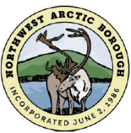 NORTHWEST ARCTIC BOROUGH
INCORPORATED JUNE 2, 1986